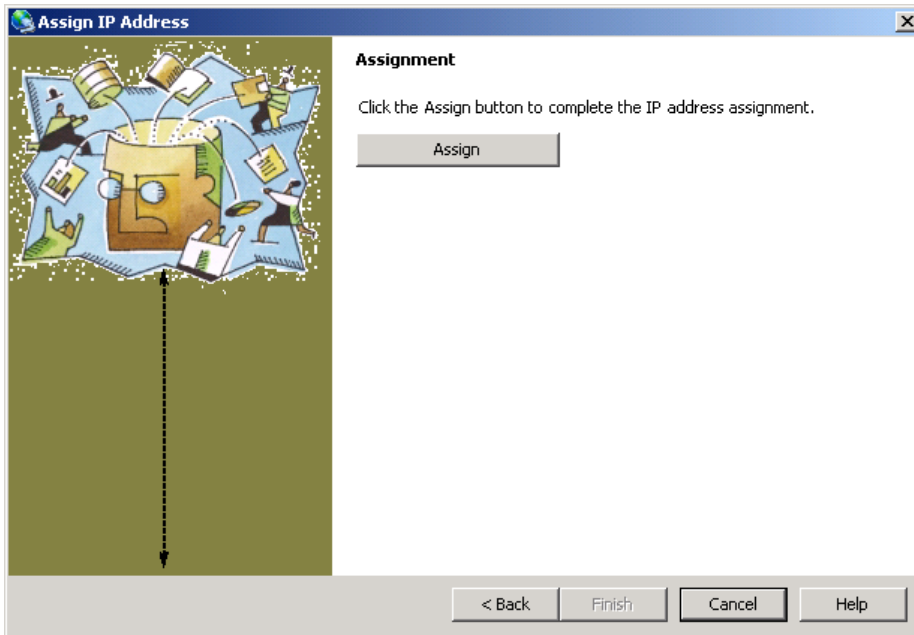 Assign IP Address
Assignment
Click the Assign button to complete the IP address assignment.
Assign
< Back
Finish
Cancel
Help